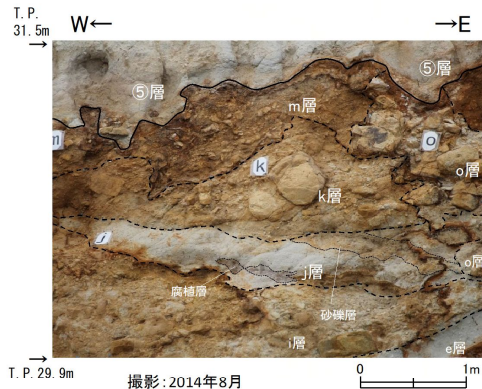 T.P.
31.5m
W← →E
⑤層 ⑤層
m層
m
k
o
o層
k層
j
o層
j層
腐植層
砂礫層
i層
e層
T.P.29.9m
撮影:2014年8月
0 1m